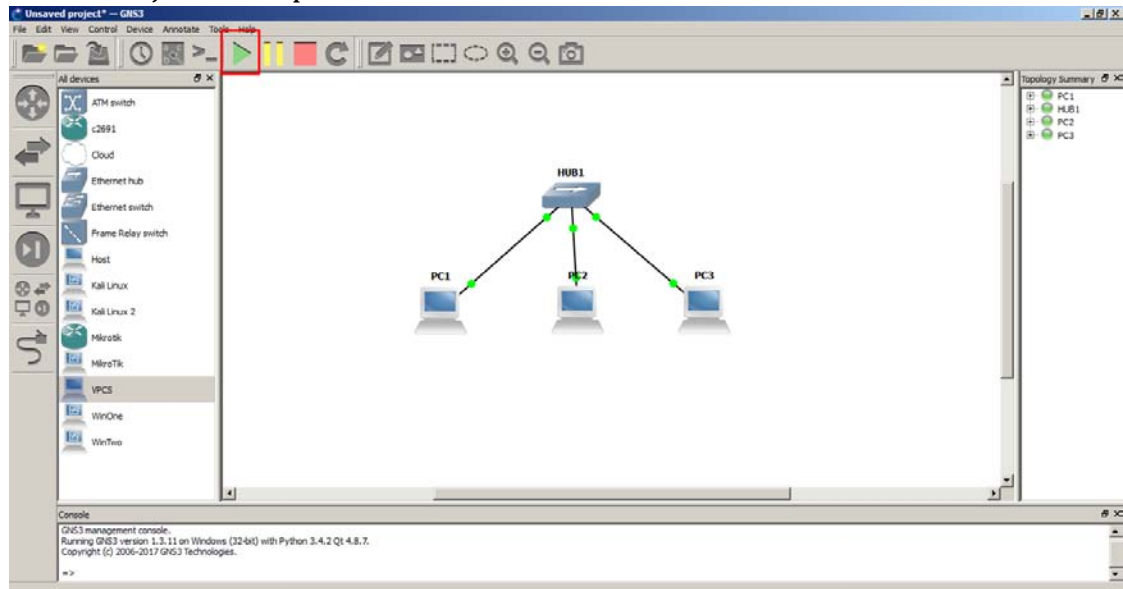 Unsaved project* — GNS3
File Edit View Control Device Annotate Tools Help
All devices
ATM switch
c2691
Cloud
Ethernet hub
Ethernet switch
Frame Relay switch
Host
Kali Linux
Kali Linux 2
Mikrotik
MikroTik
VPCS
WinOne
WinTwo
HUB1
PC1
PC2
PC3
Topology Summary
PC1
HUB1
PC2
PC3
Console
GNS3 management console.
Running GNS3 version 1.3.11 on Windows (32-bit) with Python 3.4.2 Qt 4.8.7.
Copyright (c) 2006-2017 GNS3 Technologies.
=>